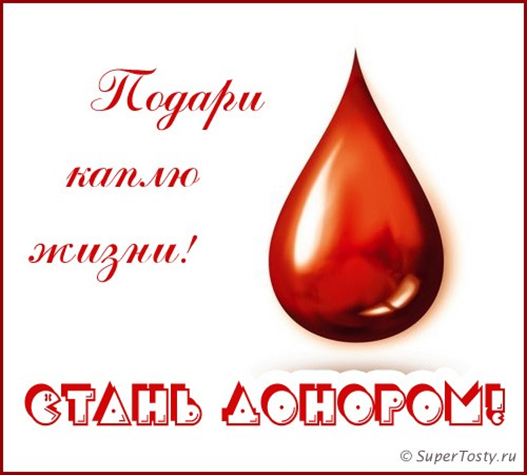 Подари
каплю
жизни!
СТАНЬ ДОНОРОМ!
© SuperTosty.ru